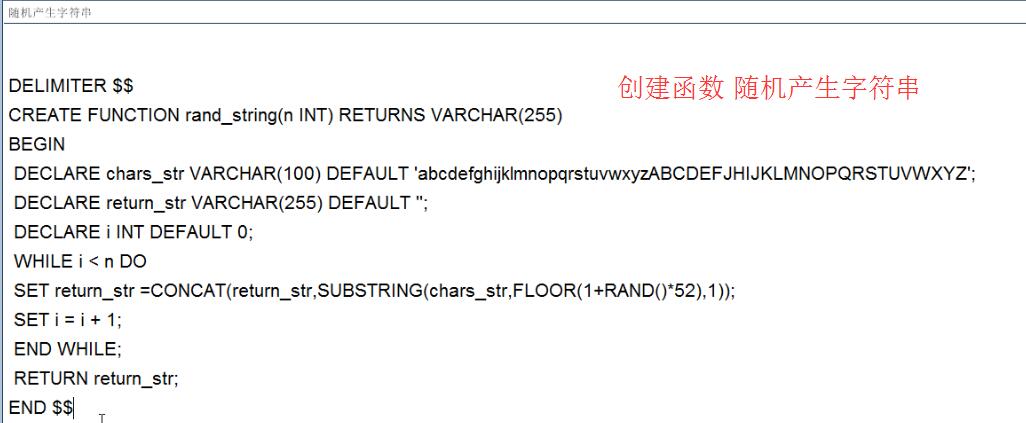 随机产生字符串
DELIMITER $$
创建函数 随机产生字符串
CREATE FUNCTION rand_string(n INT) RETURNS VARCHAR(255)
BEGIN
DECLARE chars_str VARCHAR(100) DEFAULT 'abcdefghijklmnopqrstuvwxyzABCDEFJHIJKLMNOPQRSTUVWXYZ';
DECLARE return_str VARCHAR(255) DEFAULT '';
DECLARE i INT DEFAULT 0;
WHILE i < n DO
SET return_str =CONCAT(return_str,SUBSTRING(chars_str,FLOOR(1+RAND()*52),1));
SET i = i + 1;
END WHILE;
RETURN return_str;
END $$